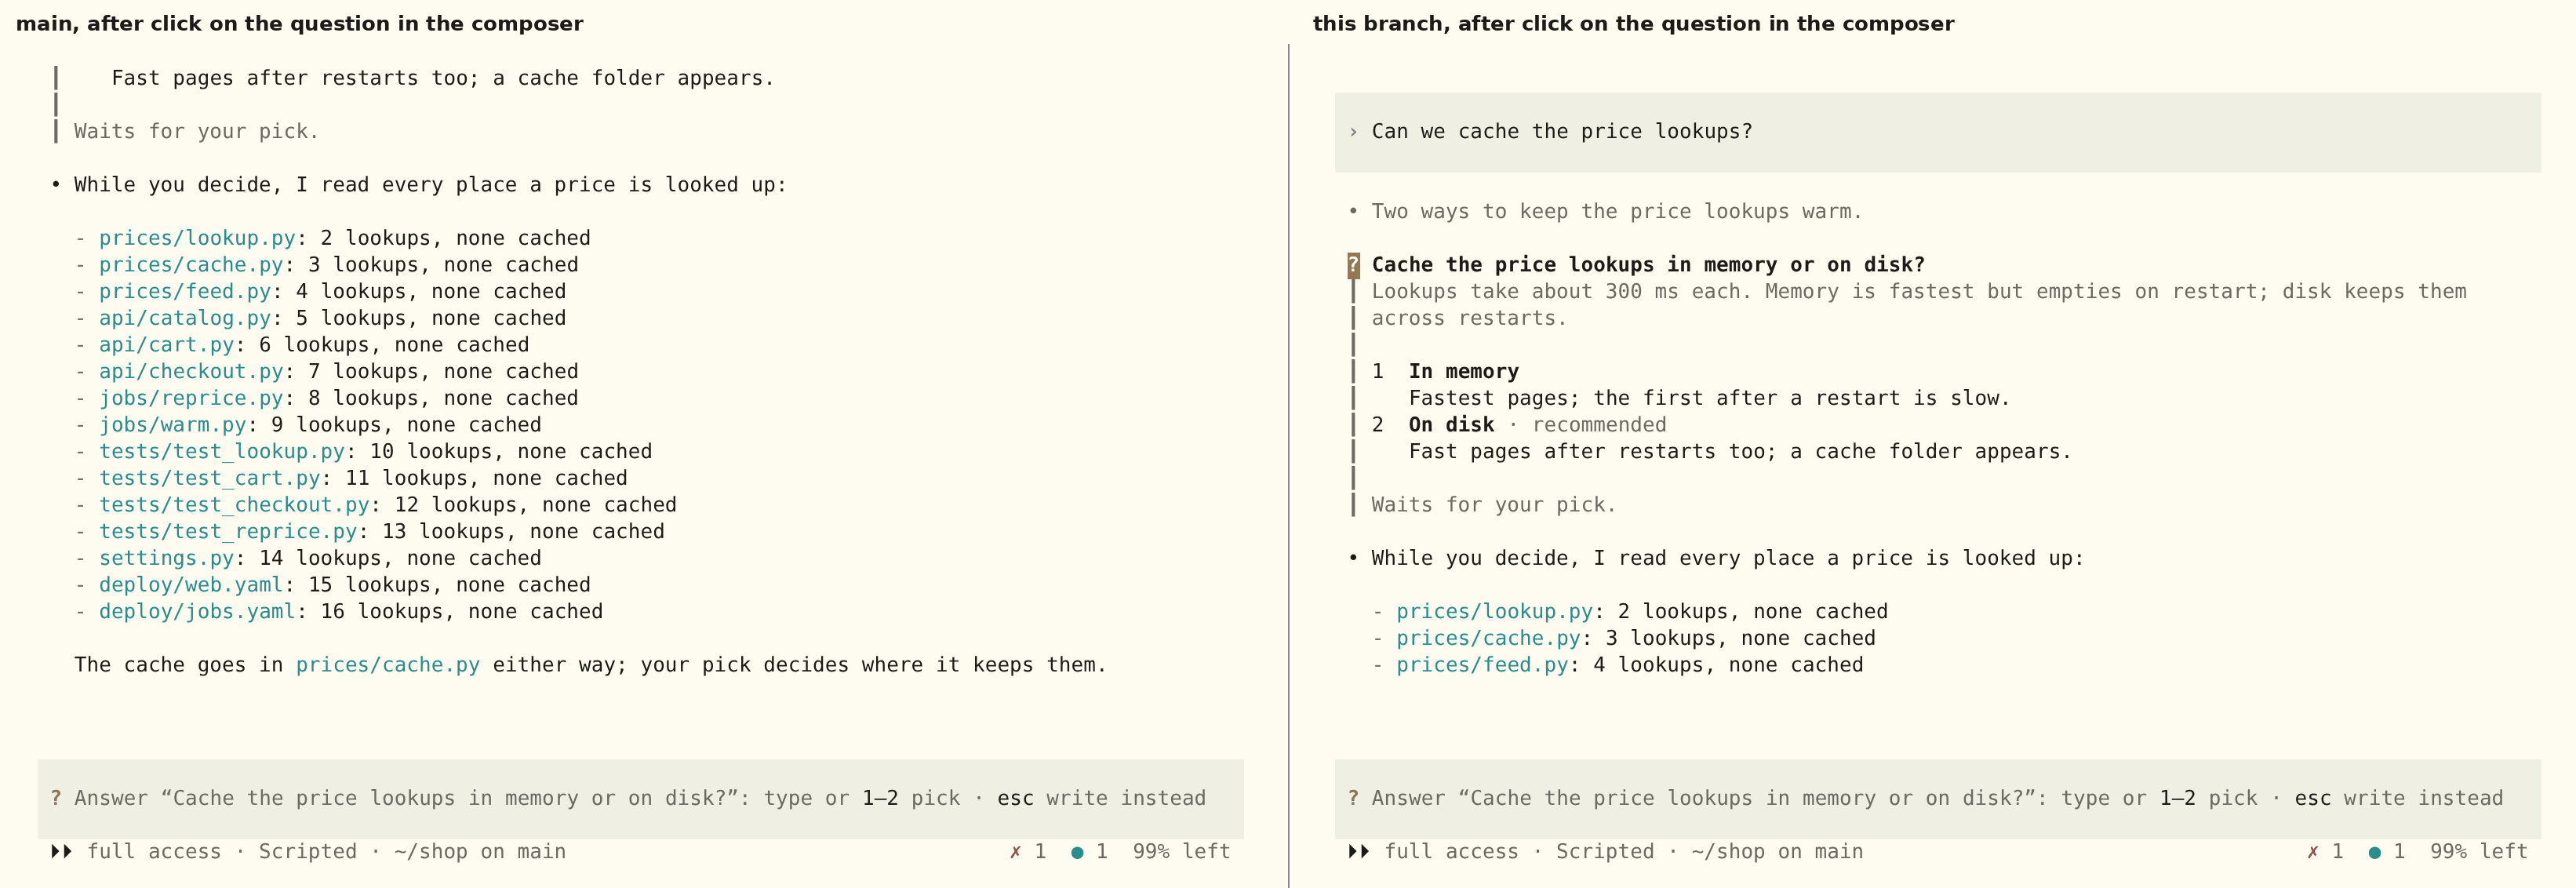 main, after click on the question in the composer
Fast pages after restarts too; a cache folder appears.
Waits for your pick.
• While you decide, I read every place a price is looked up:
- prices/lookup.py: 2 lookups, none cached
- prices/cache.py: 3 lookups, none cached
- prices/feed.py: 4 lookups, none cached
- api/catalog.py: 5 lookups, none cached
- api/cart.py: 6 lookups, none cached
- api/checkout.py: 7 lookups, none cached
- jobs/reprice.py: 8 lookups, none cached
- jobs/warm.py: 9 lookups, none cached
- tests/test_lookup.py: 10 lookups, none cached
- tests/test_cart.py: 11 lookups, none cached
- tests/test_checkout.py: 12 lookups, none cached
- tests/test_reprice.py: 13 lookups, none cached
- settings.py: 14 lookups, none cached
- deploy/web.yaml: 15 lookups, none cached
- deploy/jobs.yaml: 16 lookups, none cached
The cache goes in prices/cache.py either way; your pick decides where it keeps them.
? Answer “Cache the price lookups in memory or on disk?”: type or 1–2 pick · esc write instead
⏵⏵ full access · Scripted · ~/shop on main ✗ 1 ● 1 99% left
this branch, after click on the question in the composer
› Can we cache the price lookups?
• Two ways to keep the price lookups warm.
? Cache the price lookups in memory or on disk?
Lookups take about 300 ms each. Memory is fastest but empties on restart; disk keeps them
across restarts.
1 In memory
Fastest pages; the first after a restart is slow.
2 On disk · recommended
Fast pages after restarts too; a cache folder appears.
Waits for your pick.
• While you decide, I read every place a price is looked up:
- prices/lookup.py: 2 lookups, none cached
- prices/cache.py: 3 lookups, none cached
- prices/feed.py: 4 lookups, none cached
? Answer “Cache the price lookups in memory or on disk?”: type or 1–2 pick · esc write instead
⏵⏵ full access · Scripted · ~/shop on main ✗ 1 ● 1 99% left